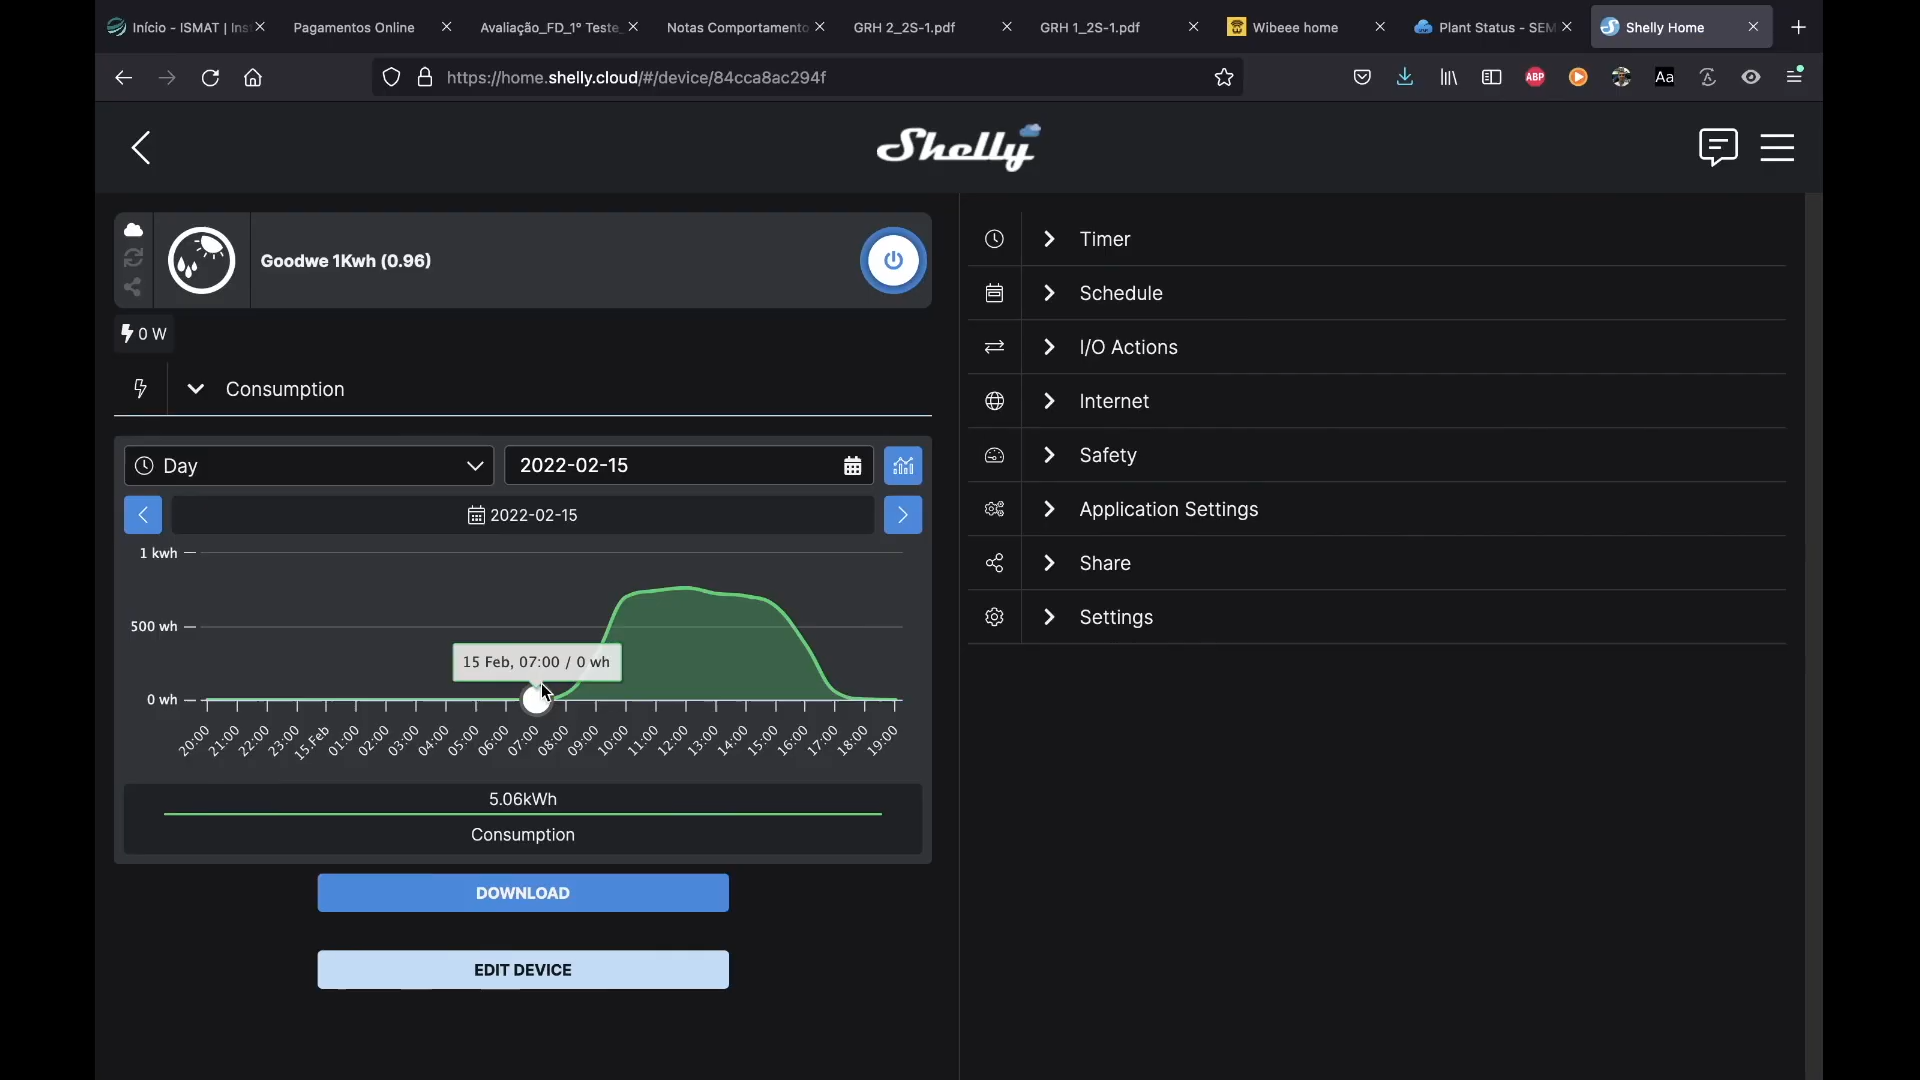 Início - ISMAT | Ins
Pagamentos Online
Avaliação_FD_1º Teste_
Notas Comportamento
GRH 2_2S-1.pdf
GRH 1_2S-1.pdf
Wibeee home
Plant Status - SEM
Shelly Home
https://home.shelly.cloud/#/device/84cca8ac294f
ABP
Aa
Shelly
Goodwe 1Kwh (0.96)
0 W
Consumption
Day
2022-02-15
2022-02-15
1 kwh
500 wh
0 wh
15 Feb, 07:00 / 0 wh
20:00 21:00 22:00 23:00 15.Feb 01:00 02:00 03:00 04:00 05:00 06:00 07:00 08:00 09:00 10:00 11:00 12:00 13:00 14:00 15:00 16:00 17:00 18:00 19:00
5.06kWh
Consumption
DOWNLOAD
EDIT DEVICE
Timer
Schedule
I/O Actions
Internet
Safety
Application Settings
Share
Settings